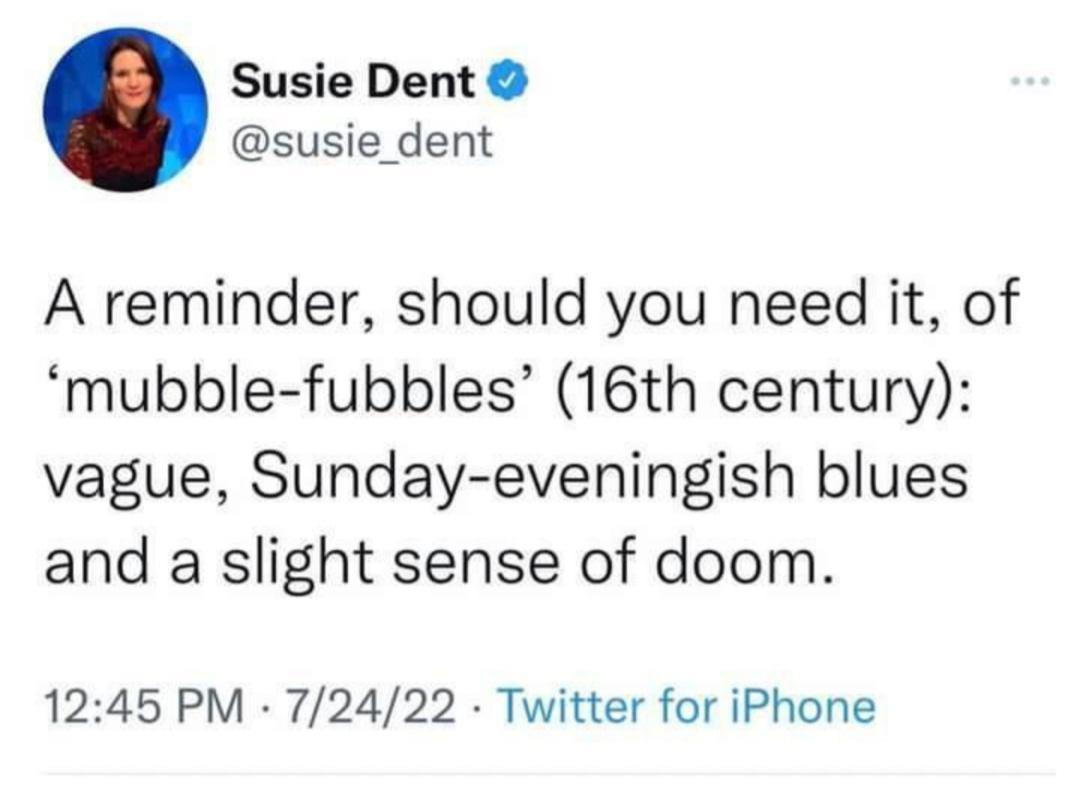 Susie Dent
@susie_dent
A reminder, should you need it, of
‘mubble-fubbles’ (16th century):
vague, Sunday-eveningish blues
and a slight sense of doom.
12:45 PM · 7/24/22 · Twitter for iPhone